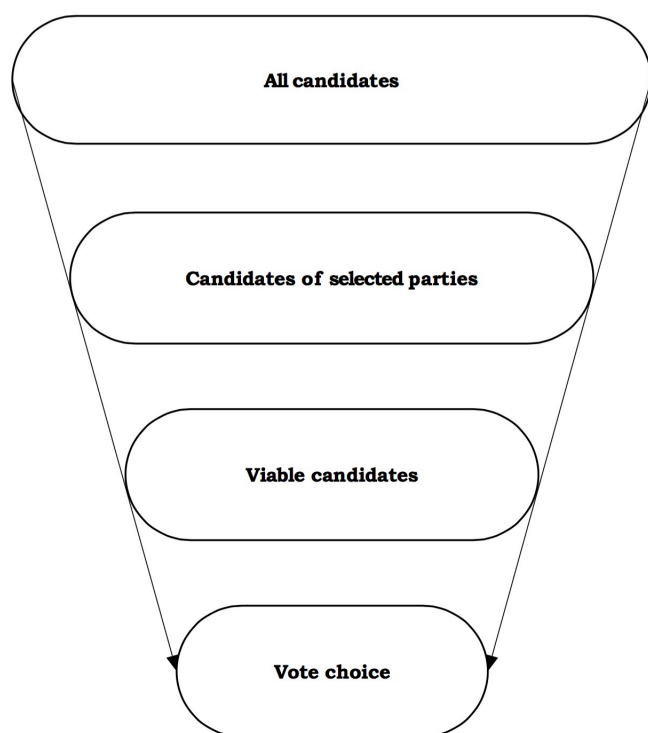 All candidates
Candidates of selected parties
Viable candidates
Vote choice